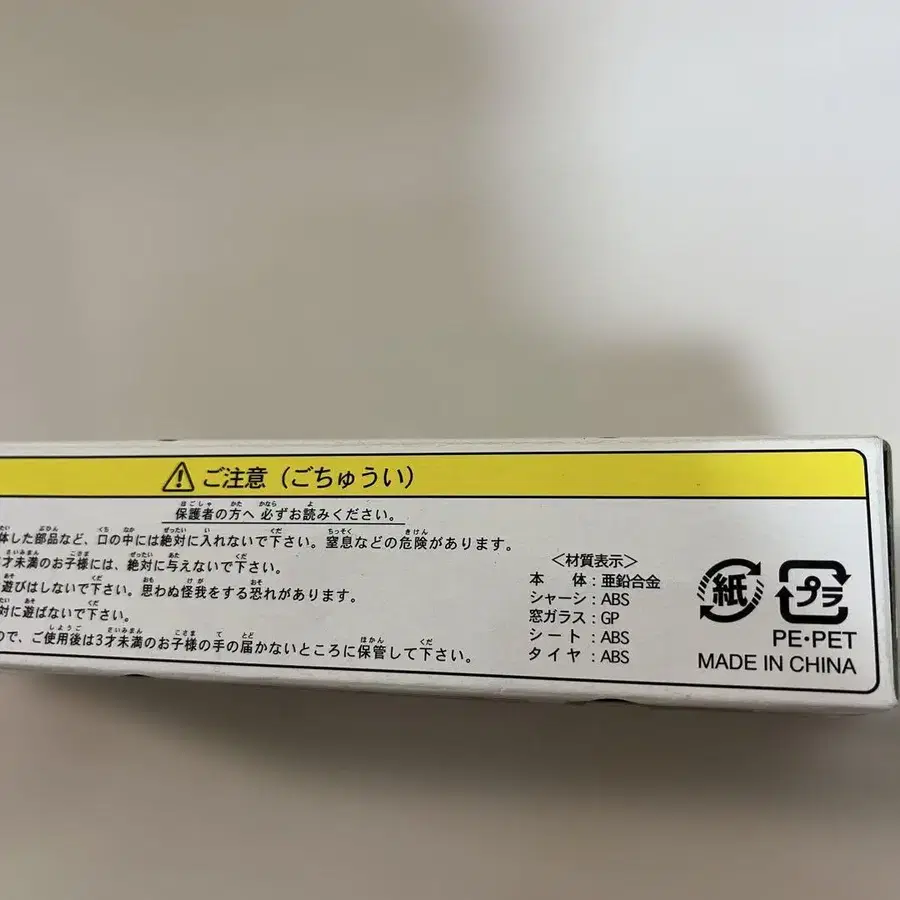 ご注意（ごちゅうい）
保護者の方へ 必ずお読みください。
体した部品など、口の中には絶対に入れないで下さい。窒息などの危険があります。
才未満のお子様には、絶対に与えないで下さい。
遊びはしないで下さい。思わぬ怪我をする恐れがあります。
対に遊ばないで下さい。
ので、ご使用後は3才未満のお子様の手の届かないところに保管して下さい。
＜材質表示＞
本　体：亜鉛合金
シャーシ：ABS
窓ガラス：GP
シート：ABS
タイヤ：ABS
紙
プラ
PE・PET
MADE IN CHINA